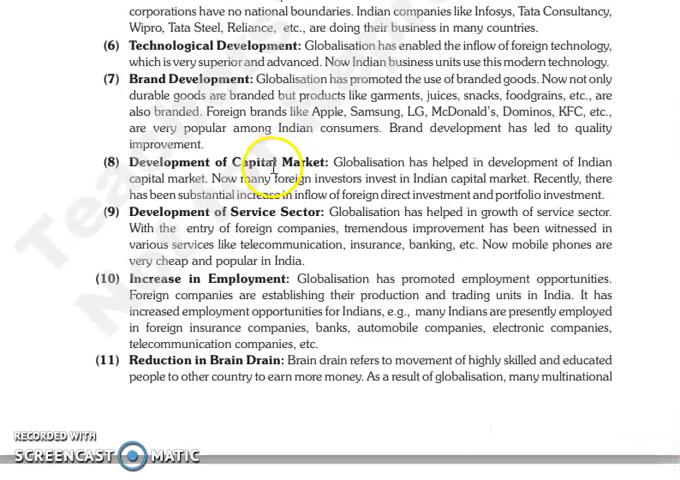 corporations have no national boundaries. Indian companies like Infosys, Tata Consultancy,
Wipro, Tata Steel, Reliance, etc., are doing their business in many countries.
(6) Technological Development: Globalisation has enabled the inflow of foreign technology,
which is very superior and advanced. Now Indian business units use this modern technology.
(7) Brand Development: Globalisation has promoted the use of branded goods. Now not only
durable goods are branded but products like garments, juices, snacks, foodgrains, etc., are
also branded. Foreign brands like Apple, Samsung, LG, McDonald's, Dominos, KFC, etc.,
are very popular among Indian consumers. Brand development has led to quality
improvement.
(8) Development of Capital Market: Globalisation has helped in development of Indian
capital market. Now many foreign investors invest in Indian capital market. Recently, there
has been substantial increase in inflow of foreign direct investment and portfolio investment.
(9) Development of Service Sector: Globalisation has helped in growth of service sector.
With the entry of foreign companies, tremendous improvement has been witnessed in
various services like telecommunication, insurance, banking, etc. Now mobile phones are
very cheap and popular in India.
(10) Increase in Employment: Globalisation has promoted employment opportunities.
Foreign companies are establishing their production and trading units in India. It has
increased employment opportunities for Indians, e.g., many Indians are presently employed
in foreign insurance companies, banks, automobile companies, electronic companies,
telecommunication companies, etc.
(11) Reduction in Brain Drain: Brain drain refers to movement of highly skilled and educated
people to other country to earn more money. As a result of globalisation, many multinational
RECORDED WITH
SCREENCAST MATIC